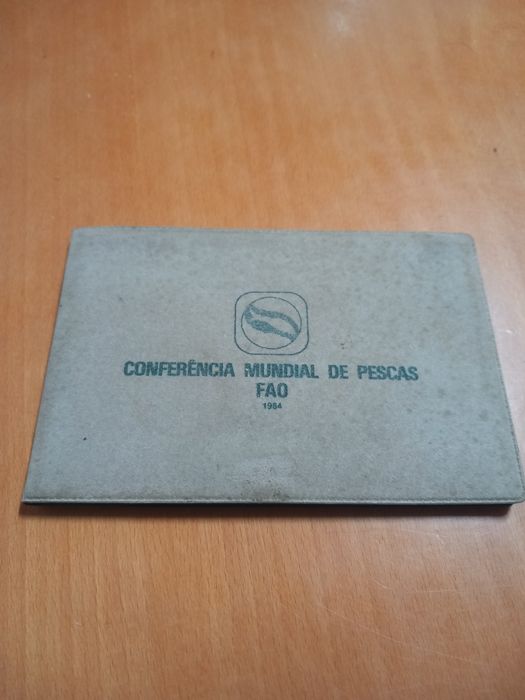 CONFERÊNCIA MUNDIAL DE PESCAS
FAO
1984